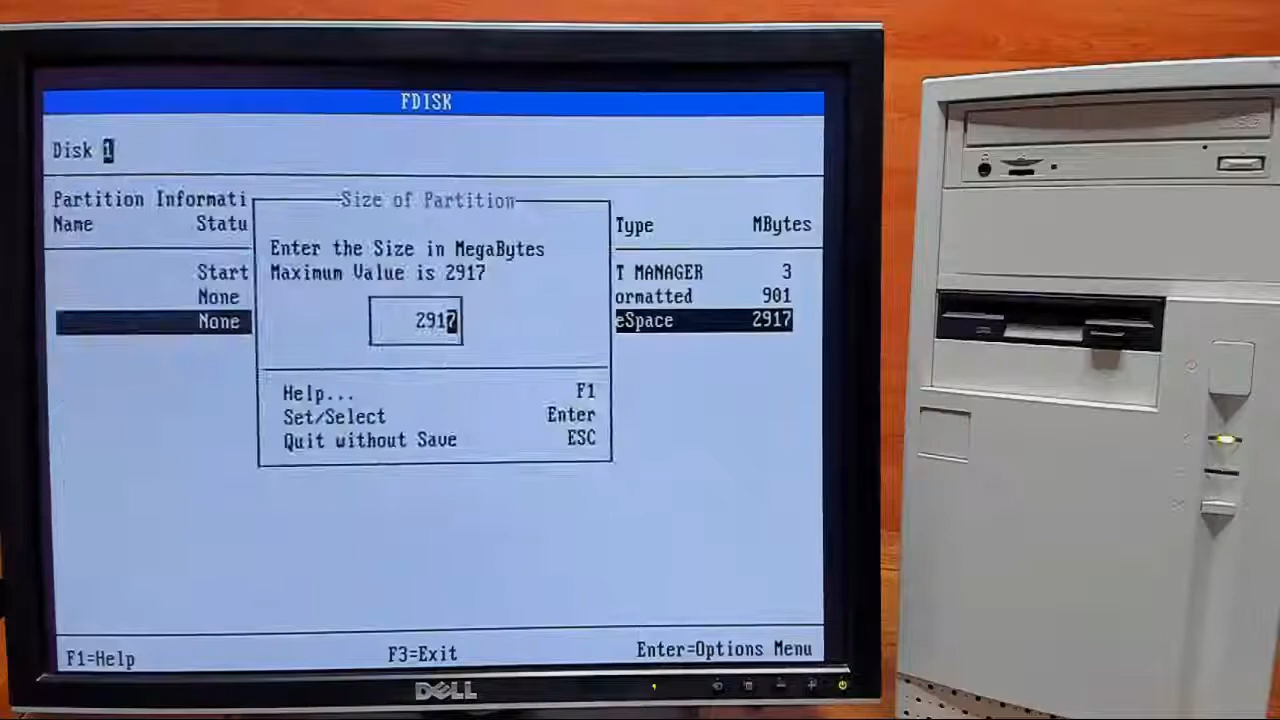 FDISK
Disk 1
Partition Informati
Size of Partition
Name Statu
Type MBytes
Enter the Size in MegaBytes
Maximum Value is 2917
Start
T MANAGER 3
None
ormatted 901
None
2917
eSpace 2917
Help... F1
Set/Select Enter
Quit without Save ESC
F1=Help F3=Exit Enter=Options Menu
DELL